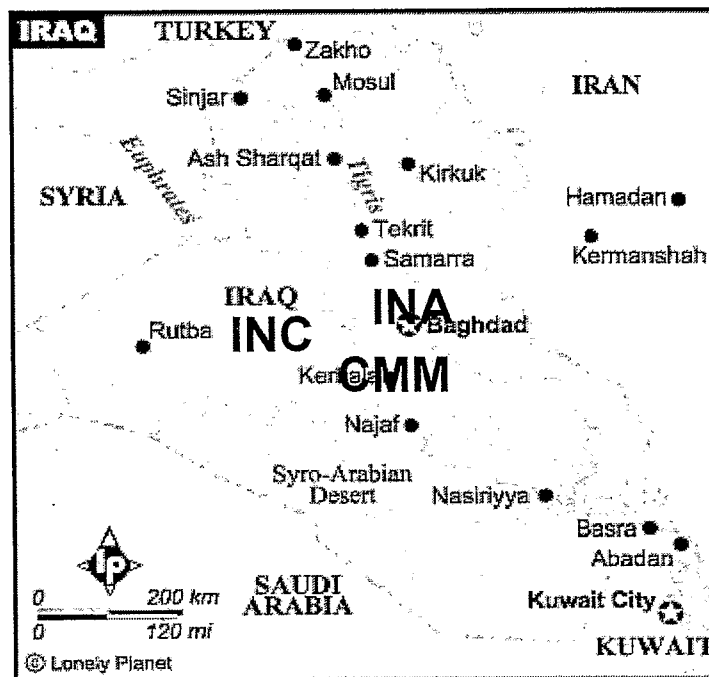 IRAQ
TURKEY
Zakho
Mosul
Sinjar
IRAN
Euphrates
Ash Sharqat
Tigris
Kirkuk
SYRIA
Hamadan
Tekrit
Kermanshah
Samarra
IRAQ
INA
Rutba
INC
Baghdad
CMM
Najaf
Syro-Arabian
Desert
Nasiriyya
Basra
Abadan
lp
0 200 km
0 120 mi
SAUDI
ARABIA
Kuwait City
KUWAIT
© Lonely Planet